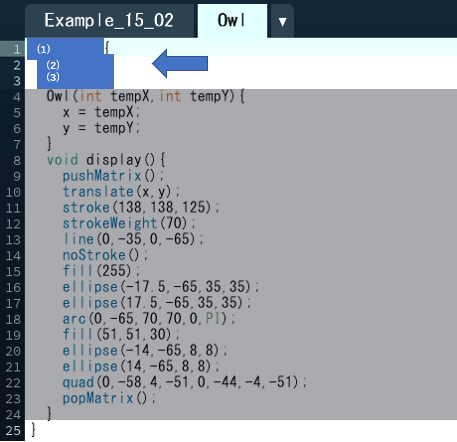 Example_15_02 Owl ▼
1 (1) {
2 (2)
3 (3)
4 Owl(int tempX,int tempY){
5 x = tempX;
6 y = tempY;
7 }
8 void display(){
9 pushMatrix();
10 translate(x,y);
11 stroke(138,138,125);
12 strokeWeight(70);
13 line(0,-35,0,-65);
14 noStroke();
15 fill(255);
16 ellipse(-17.5,-65,35,35);
17 ellipse(17.5,-65,35,35);
18 arc(0,-65,70,70,0,PI);
19 fill(51,51,30);
20 ellipse(-14,-65,8,8);
21 ellipse(14,-65,8,8);
22 quad(0,-58,4,-51,0,-44,-4,-51);
23 popMatrix();
24 }
25 }